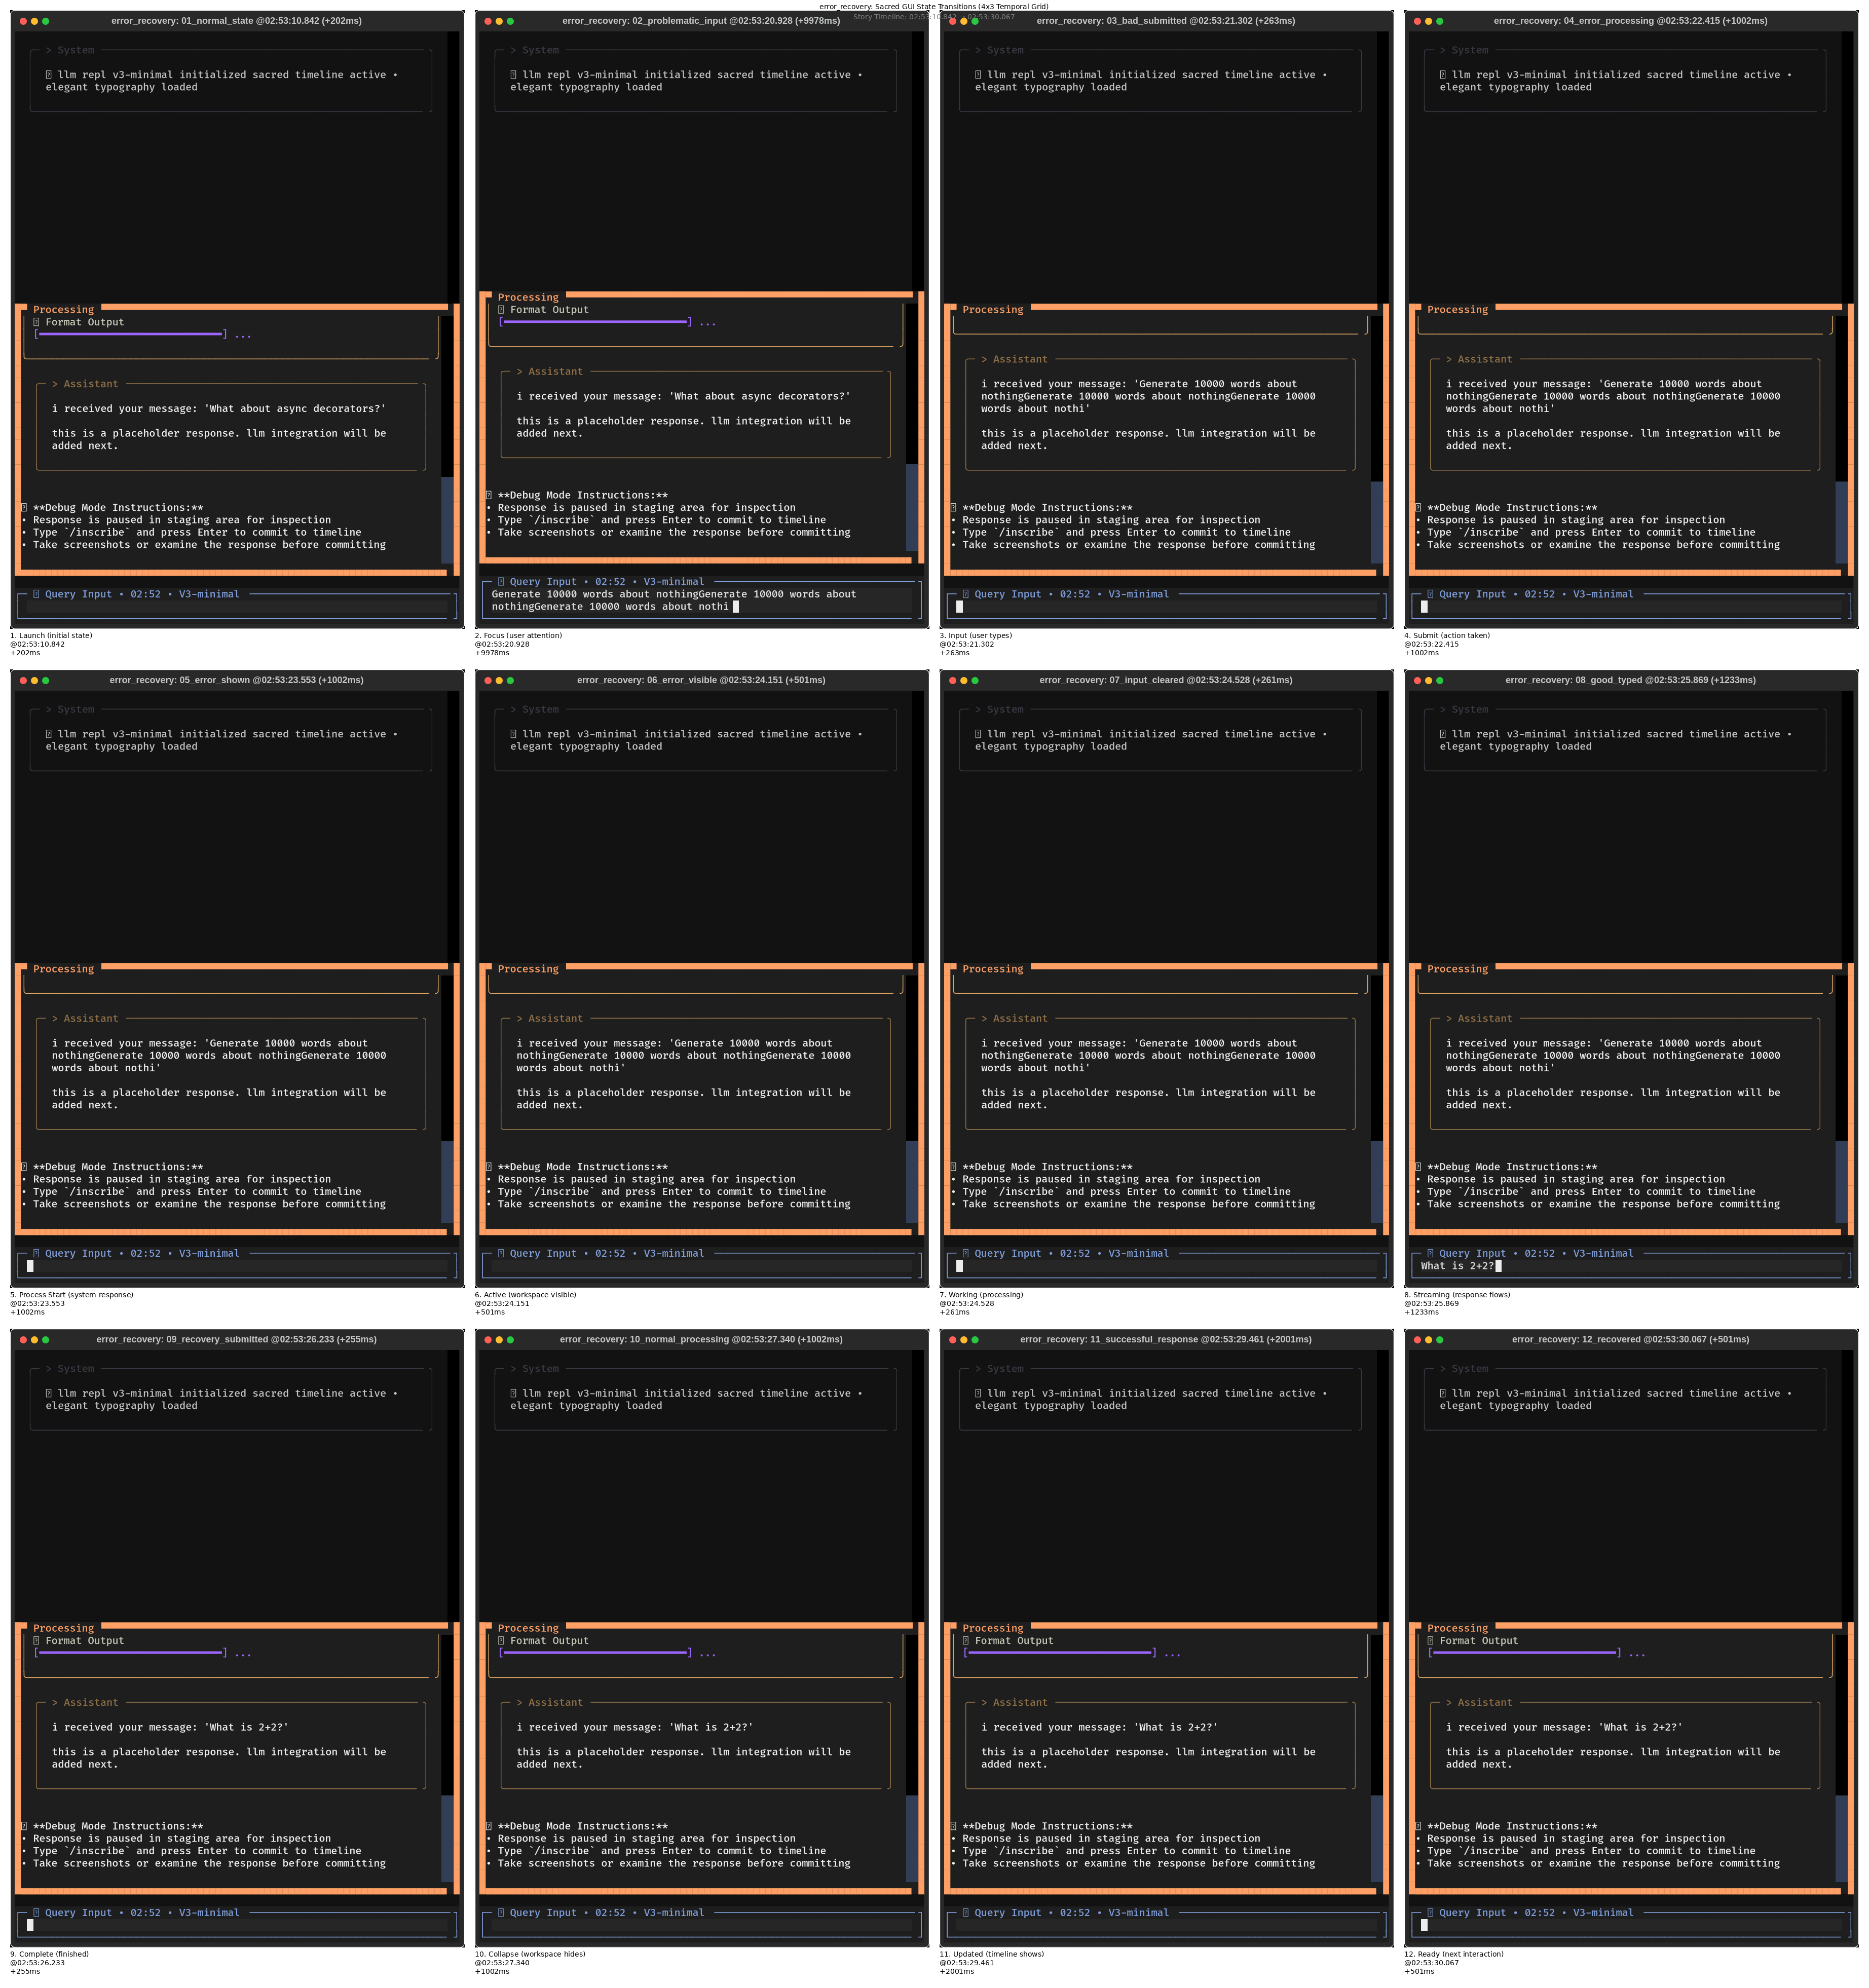 error_recovery: Sacred GUI State Transitions (4x3 Temporal Grid)
Story Timeline: 02:53:10.842 → 02:53:30.067
error_recovery: 01_normal_state @02:53:10.842 (+202ms)
> System
llm repl v3-minimal initialized sacred timeline active •
elegant typography loaded
Processing
Format Output
[━━━━━━━━━━━━━━━━━━━━━━━━━━━━━━] ...
> Assistant
i received your message: 'What about async decorators?'
this is a placeholder response. llm integration will be
added next.
**Debug Mode Instructions:**
• Response is paused in staging area for inspection
• Type `/inscribe` and press Enter to commit to timeline
• Take screenshots or examine the response before committing
Query Input • 02:52 • V3-minimal
1. Launch (initial state)
@02:53:10.842
+202ms
error_recovery: 02_problematic_input @02:53:20.928 (+9978ms)
> System
llm repl v3-minimal initialized sacred timeline active •
elegant typography loaded
Processing
Format Output
[━━━━━━━━━━━━━━━━━━━━━━━━━━━━━━] ...
> Assistant
i received your message: 'What about async decorators?'
this is a placeholder response. llm integration will be
added next.
**Debug Mode Instructions:**
• Response is paused in staging area for inspection
• Type `/inscribe` and press Enter to commit to timeline
• Take screenshots or examine the response before committing
Query Input • 02:52 • V3-minimal
Generate 10000 words about nothingGenerate 10000 words about
nothingGenerate 10000 words about nothi
2. Focus (user attention)
@02:53:20.928
+9978ms
error_recovery: 03_bad_submitted @02:53:21.302 (+263ms)
> System
llm repl v3-minimal initialized sacred timeline active •
elegant typography loaded
Processing
> Assistant
i received your message: 'Generate 10000 words about
nothingGenerate 10000 words about nothingGenerate 10000
words about nothi'
this is a placeholder response. llm integration will be
added next.
**Debug Mode Instructions:**
• Response is paused in staging area for inspection
• Type `/inscribe` and press Enter to commit to timeline
• Take screenshots or examine the response before committing
Query Input • 02:52 • V3-minimal
3. Input (user types)
@02:53:21.302
+263ms
error_recovery: 04_error_processing @02:53:22.415 (+1002ms)
> System
llm repl v3-minimal initialized sacred timeline active •
elegant typography loaded
Processing
> Assistant
i received your message: 'Generate 10000 words about
nothingGenerate 10000 words about nothingGenerate 10000
words about nothi'
this is a placeholder response. llm integration will be
added next.
**Debug Mode Instructions:**
• Response is paused in staging area for inspection
• Type `/inscribe` and press Enter to commit to timeline
• Take screenshots or examine the response before committing
Query Input • 02:52 • V3-minimal
4. Submit (action taken)
@02:53:22.415
+1002ms
error_recovery: 05_error_shown @02:53:23.553 (+1002ms)
> System
llm repl v3-minimal initialized sacred timeline active •
elegant typography loaded
Processing
> Assistant
i received your message: 'Generate 10000 words about
nothingGenerate 10000 words about nothingGenerate 10000
words about nothi'
this is a placeholder response. llm integration will be
added next.
**Debug Mode Instructions:**
• Response is paused in staging area for inspection
• Type `/inscribe` and press Enter to commit to timeline
• Take screenshots or examine the response before committing
Query Input • 02:52 • V3-minimal
5. Process Start (system response)
@02:53:23.553
+1002ms
error_recovery: 06_error_visible @02:53:24.151 (+501ms)
> System
llm repl v3-minimal initialized sacred timeline active •
elegant typography loaded
Processing
> Assistant
i received your message: 'Generate 10000 words about
nothingGenerate 10000 words about nothingGenerate 10000
words about nothi'
this is a placeholder response. llm integration will be
added next.
**Debug Mode Instructions:**
• Response is paused in staging area for inspection
• Type `/inscribe` and press Enter to commit to timeline
• Take screenshots or examine the response before committing
Query Input • 02:52 • V3-minimal
6. Active (workspace visible)
@02:53:24.151
+501ms
error_recovery: 07_input_cleared @02:53:24.528 (+261ms)
> System
llm repl v3-minimal initialized sacred timeline active •
elegant typography loaded
Processing
> Assistant
i received your message: 'Generate 10000 words about
nothingGenerate 10000 words about nothingGenerate 10000
words about nothi'
this is a placeholder response. llm integration will be
added next.
**Debug Mode Instructions:**
• Response is paused in staging area for inspection
• Type `/inscribe` and press Enter to commit to timeline
• Take screenshots or examine the response before committing
Query Input • 02:52 • V3-minimal
7. Working (processing)
@02:53:24.528
+261ms
error_recovery: 08_good_typed @02:53:25.869 (+1233ms)
> System
llm repl v3-minimal initialized sacred timeline active •
elegant typography loaded
Processing
> Assistant
i received your message: 'Generate 10000 words about
nothingGenerate 10000 words about nothingGenerate 10000
words about nothi'
this is a placeholder response. llm integration will be
added next.
**Debug Mode Instructions:**
• Response is paused in staging area for inspection
• Type `/inscribe` and press Enter to commit to timeline
• Take screenshots or examine the response before committing
Query Input • 02:52 • V3-minimal
What is 2+2?
8. Streaming (response flows)
@02:53:25.869
+1233ms
error_recovery: 09_recovery_submitted @02:53:26.233 (+255ms)
> System
llm repl v3-minimal initialized sacred timeline active •
elegant typography loaded
Processing
Format Output
[━━━━━━━━━━━━━━━━━━━━━━━━━━━━━━] ...
> Assistant
i received your message: 'What is 2+2?'
this is a placeholder response. llm integration will be
added next.
**Debug Mode Instructions:**
• Response is paused in staging area for inspection
• Type `/inscribe` and press Enter to commit to timeline
• Take screenshots or examine the response before committing
Query Input • 02:52 • V3-minimal
9. Complete (finished)
@02:53:26.233
+255ms
error_recovery: 10_normal_processing @02:53:27.340 (+1002ms)
> System
llm repl v3-minimal initialized sacred timeline active •
elegant typography loaded
Processing
Format Output
[━━━━━━━━━━━━━━━━━━━━━━━━━━━━━━] ...
> Assistant
i received your message: 'What is 2+2?'
this is a placeholder response. llm integration will be
added next.
**Debug Mode Instructions:**
• Response is paused in staging area for inspection
• Type `/inscribe` and press Enter to commit to timeline
• Take screenshots or examine the response before committing
Query Input • 02:52 • V3-minimal
10. Collapse (workspace hides)
@02:53:27.340
+1002ms
error_recovery: 11_successful_response @02:53:29.461 (+2001ms)
> System
llm repl v3-minimal initialized sacred timeline active •
elegant typography loaded
Processing
Format Output
[━━━━━━━━━━━━━━━━━━━━━━━━━━━━━━] ...
> Assistant
i received your message: 'What is 2+2?'
this is a placeholder response. llm integration will be
added next.
**Debug Mode Instructions:**
• Response is paused in staging area for inspection
• Type `/inscribe` and press Enter to commit to timeline
• Take screenshots or examine the response before committing
Query Input • 02:52 • V3-minimal
11. Updated (timeline shows)
@02:53:29.461
+2001ms
error_recovery: 12_recovered @02:53:30.067 (+501ms)
> System
llm repl v3-minimal initialized sacred timeline active •
elegant typography loaded
Processing
Format Output
[━━━━━━━━━━━━━━━━━━━━━━━━━━━━━━] ...
> Assistant
i received your message: 'What is 2+2?'
this is a placeholder response. llm integration will be
added next.
**Debug Mode Instructions:**
• Response is paused in staging area for inspection
• Type `/inscribe` and press Enter to commit to timeline
• Take screenshots or examine the response before committing
Query Input • 02:52 • V3-minimal
12. Ready (next interaction)
@02:53:30.067
+501ms